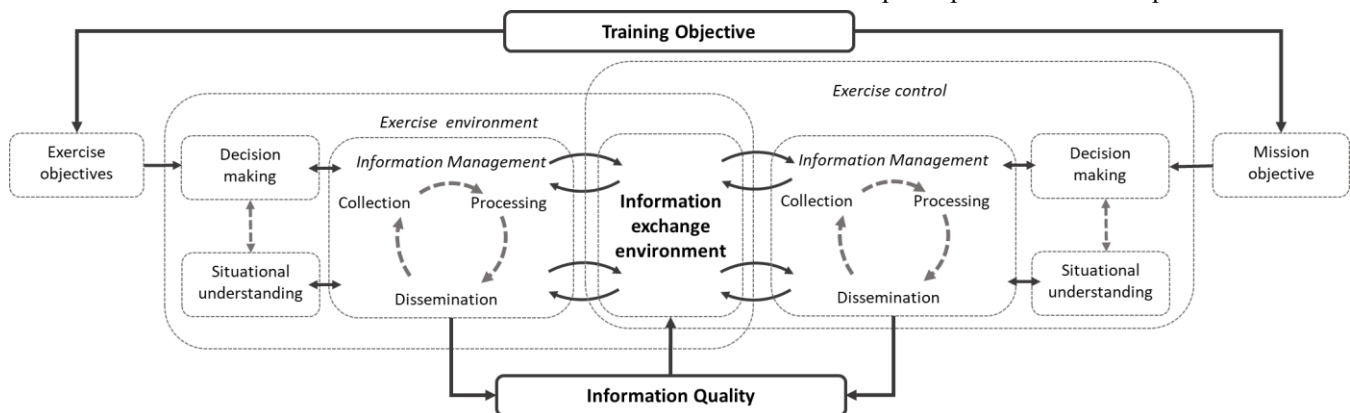 Training Objective
Exercise control
Exercise environment
Exercise
objectives
Decision
making
Information Management
Collection
Processing
Dissemination
Situational
understanding
Information
exchange
environment
Information Management
Collection
Processing
Dissemination
Decision
making
Situational
understanding
Mission
objective
Information Quality